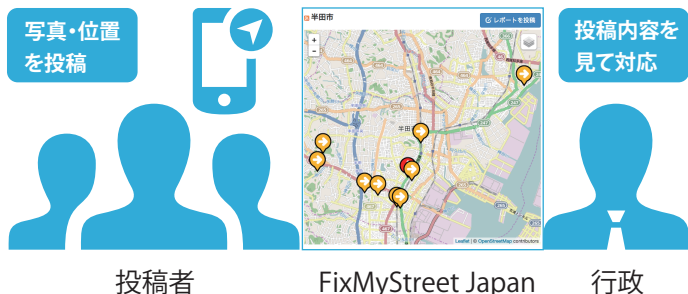 写真・位置
を投稿
半田市
レポートを投稿
+
-
半田市
Leaflet | © OpenStreetMap contributors
投稿内容を
見て対応
投稿者
FixMyStreet Japan
行政